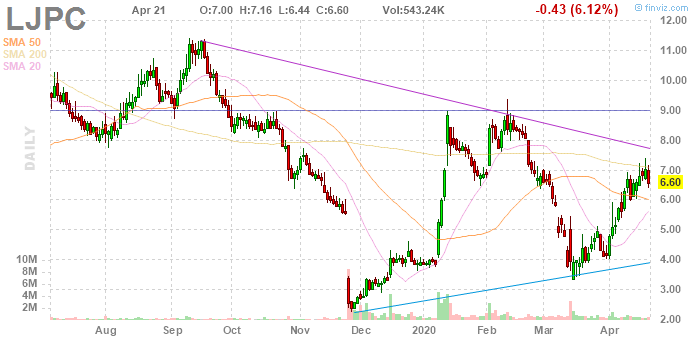 LJPC
Apr 21 O:7.00 H:7.16 L:6.44 C:6.60 Vol:543.24K -0.43 (6.12%)
© finviz.com
SMA 50
SMA 200
SMA 20
DAILY
12.00
11.00
10.00
9.00
8.00
7.00
6.60
6.00
5.00
4.00
3.00
2.00
10M
8M
6M
4M
2M
Aug Sep Oct Nov Dec 2020 Feb Mar Apr